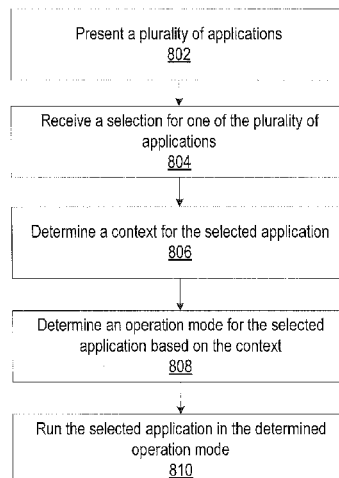 Present a plurality of applications
802
Receive a selection for one of the plurality of
applications
804
Determine a context for the selected application
806
Determine an operation mode for the selected
application based on the context
808
Run the selected application in the determined
operation mode
810